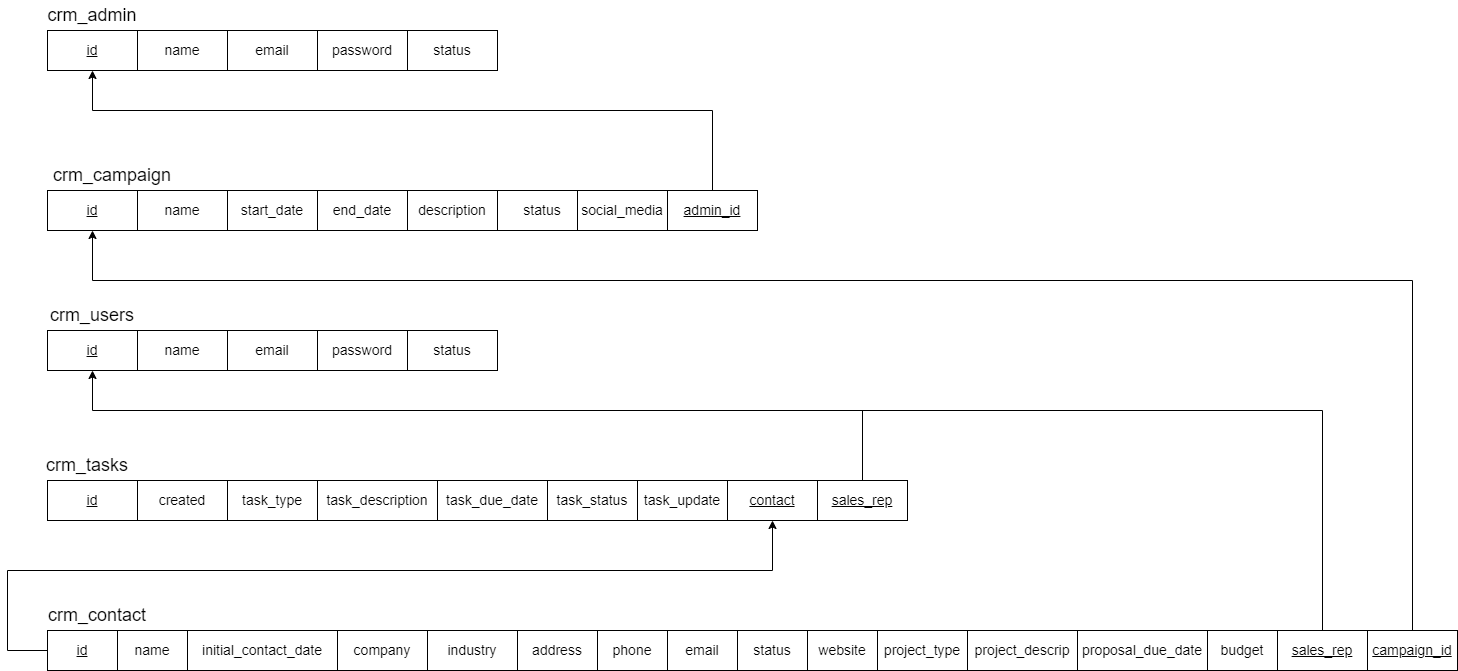 crm_admin
id name email password status
crm_campaign
id name start_date end_date description status social_media admin_id
crm_users
id name email password status
crm_tasks
id created task_type task_description task_due_date task_status task_update contact sales_rep
crm_contact
id name initial_contact_date company industry address phone email status website project_type project_descrip proposal_due_date budget sales_rep campaign_id